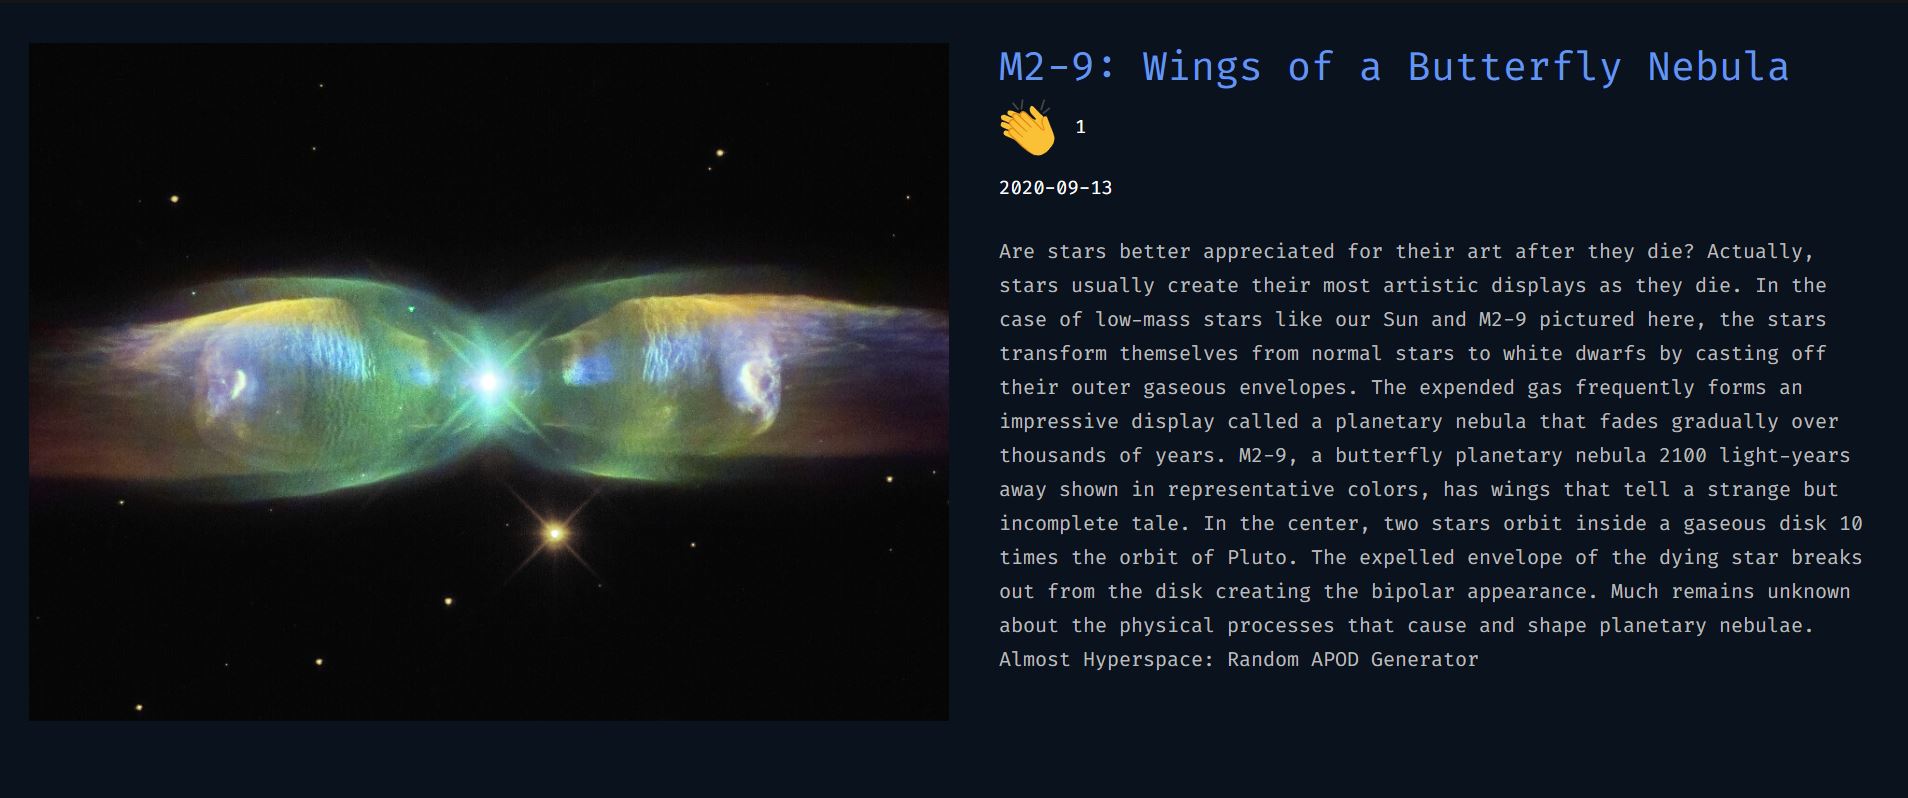 M2-9: Wings of a Butterfly Nebula
1
2020-09-13
Are stars better appreciated for their art after they die? Actually,
stars usually create their most artistic displays as they die. In the
case of low-mass stars like our Sun and M2-9 pictured here, the stars
transform themselves from normal stars to white dwarfs by casting off
their outer gaseous envelopes. The expended gas frequently forms an
impressive display called a planetary nebula that fades gradually over
thousands of years. M2-9, a butterfly planetary nebula 2100 light-years
away shown in representative colors, has wings that tell a strange but
incomplete tale. In the center, two stars orbit inside a gaseous disk 10
times the orbit of Pluto. The expelled envelope of the dying star breaks
out from the disk creating the bipolar appearance. Much remains unknown
about the physical processes that cause and shape planetary nebulae.
Almost Hyperspace: Random APOD Generator